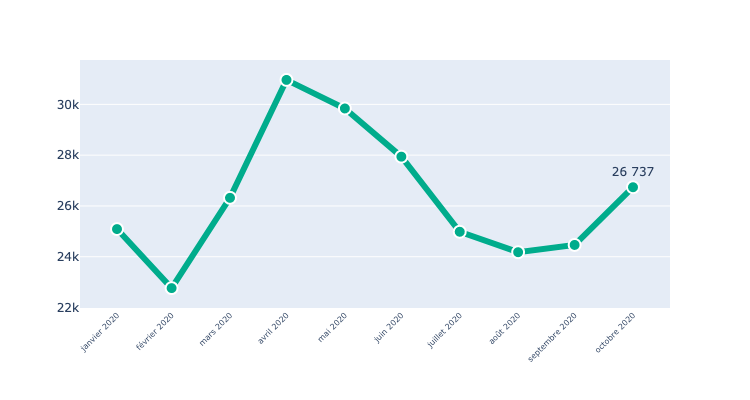 30k
28k
26 737
26k
24k
22k
janvier 2020
février 2020
mars 2020
avril 2020
mai 2020
juin 2020
juillet 2020
août 2020
septembre 2020
octobre 2020